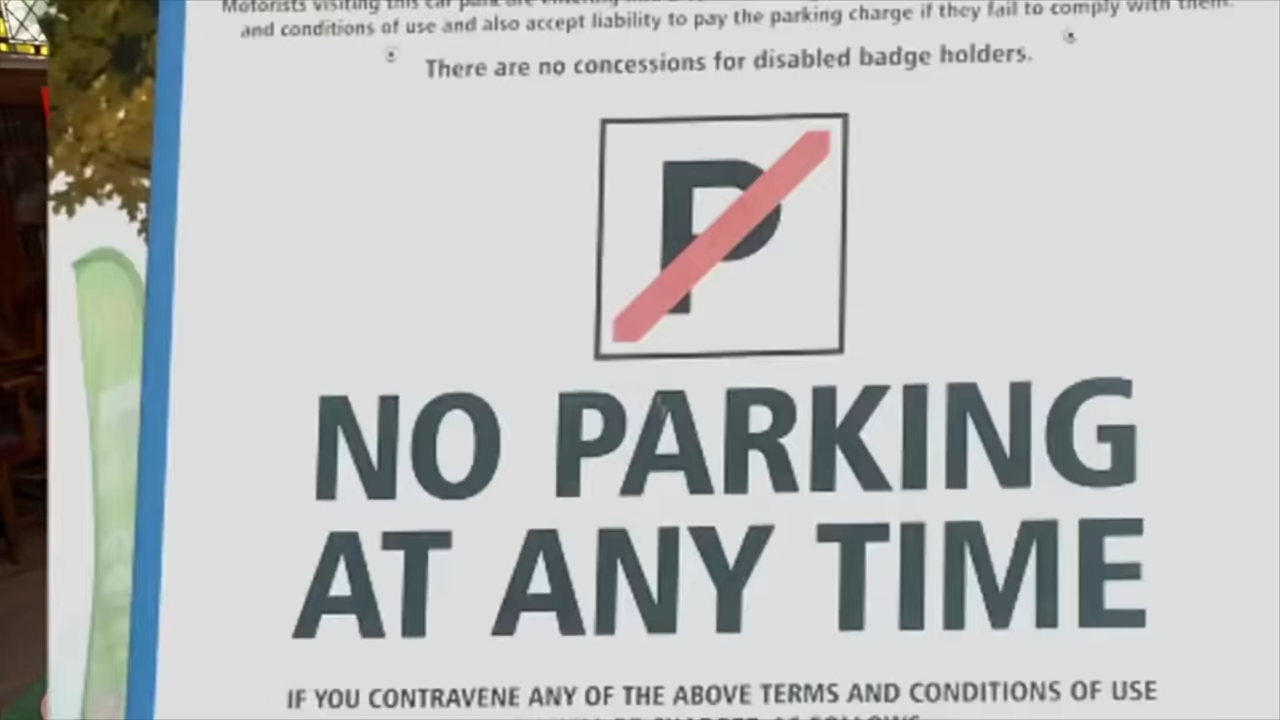 Motorists visiting this car park are
and conditions of use and also accept liability to pay the parking charge if they fail to comply with them.
There are no concessions for disabled badge holders.
P
NO PARKING
AT ANY TIME
IF YOU CONTRAVENE ANY OF THE ABOVE TERMS AND CONDITIONS OF USE